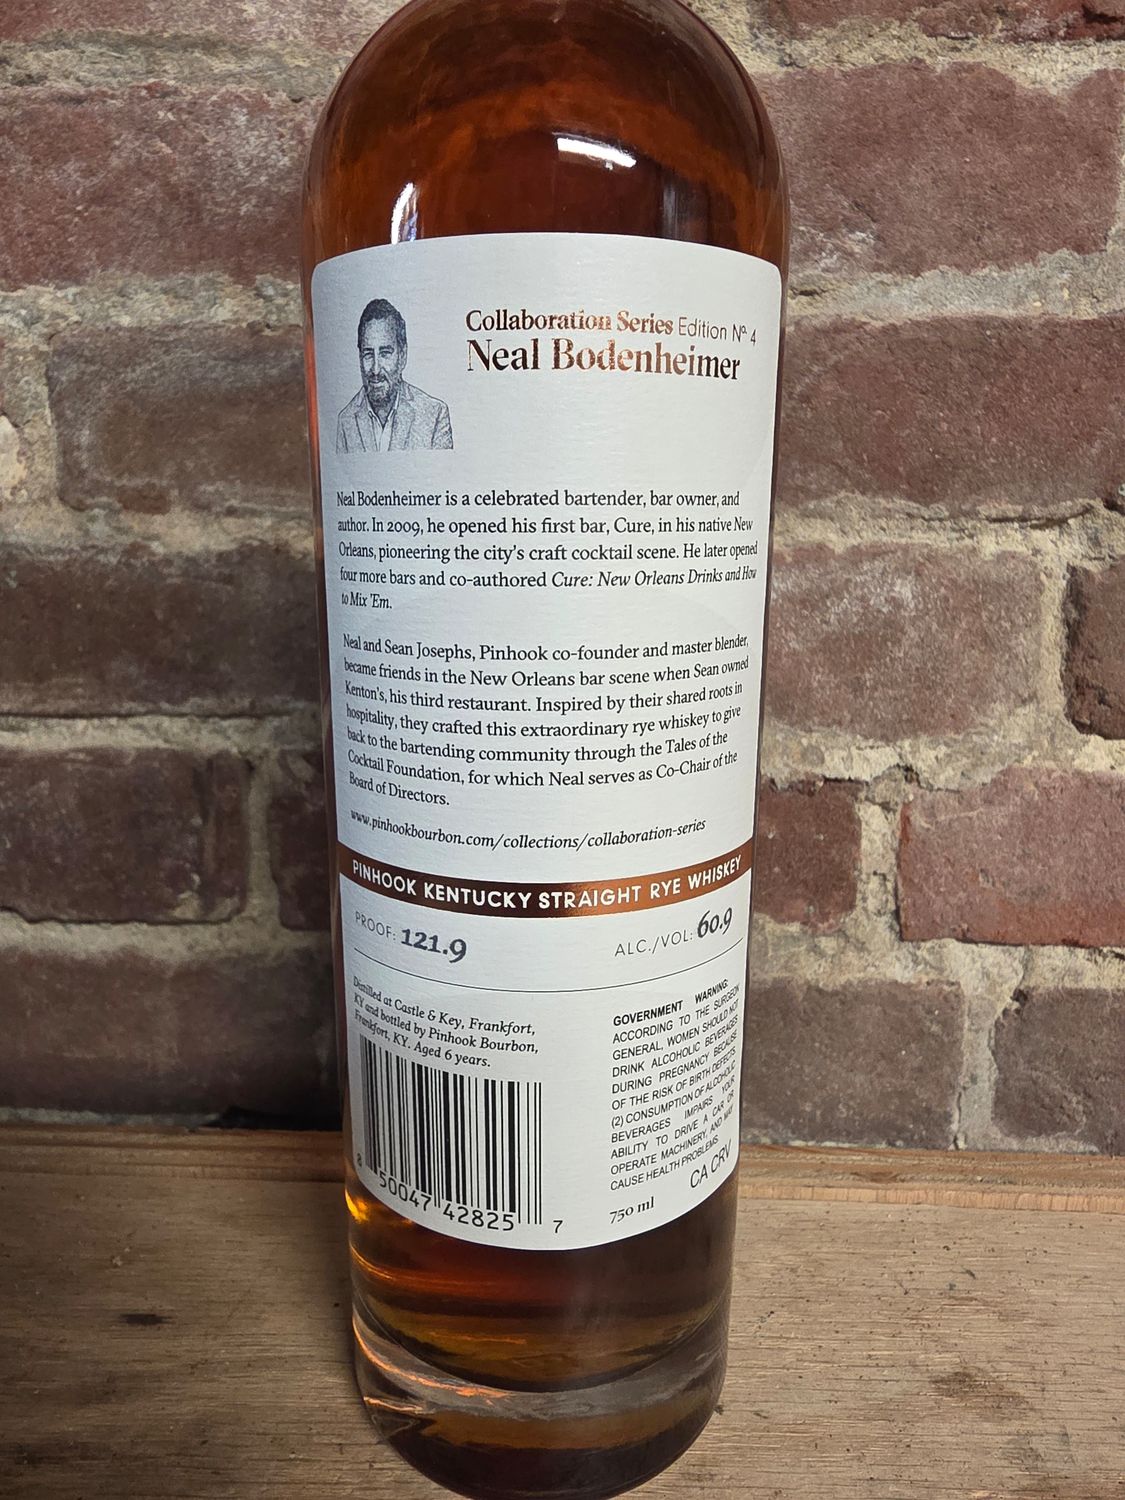 Collaboration Series Edition Nº 4
Neal Bodenheimer
Neal Bodenheimer is a celebrated bartender, bar owner, and
author. In 2009, he opened his first bar, Cure, in his native New
Orleans, pioneering the city's craft cocktail scene. He later opened
four more bars and co-authored Cure: New Orleans Drinks and How
to Mix 'Em.
Neal and Sean Josephs, Pinhook co-founder and master blender,
became friends in the New Orleans bar scene when Sean owned
Kenton's, his third restaurant. Inspired by their shared roots in
hospitality, they crafted this extraordinary rye whiskey to give
back to the bartending community through the Tales of the
Cocktail Foundation, for which Neal serves as Co-Chair of the
Board of Directors.
www.pinhookbourbon.com/collections/collaboration-series
PINHOOK KENTUCKY STRAIGHT RYE WHISKEY
PROOF: 121.9
ALC./VOL: 60.9
Distilled at Castle & Key, Frankfort,
KY and bottled by Pinhook Bourbon,
Frankfort, KY. Aged 6 years.
8 50047 42825 7
GOVERNMENT WARNING:
ACCORDING TO THE SURGEON
GENERAL, WOMEN SHOULD NOT
DRINK ALCOHOLIC BEVERAGES
DURING PREGNANCY BECAUSE
OF THE RISK OF BIRTH DEFECTS.
(2) CONSUMPTION OF ALCOHOLIC
BEVERAGES IMPAIRS YOUR
ABILITY TO DRIVE A CAR OR
OPERATE MACHINERY, AND MAY
CAUSE HEALTH PROBLEMS.
750 ml
CA CRV